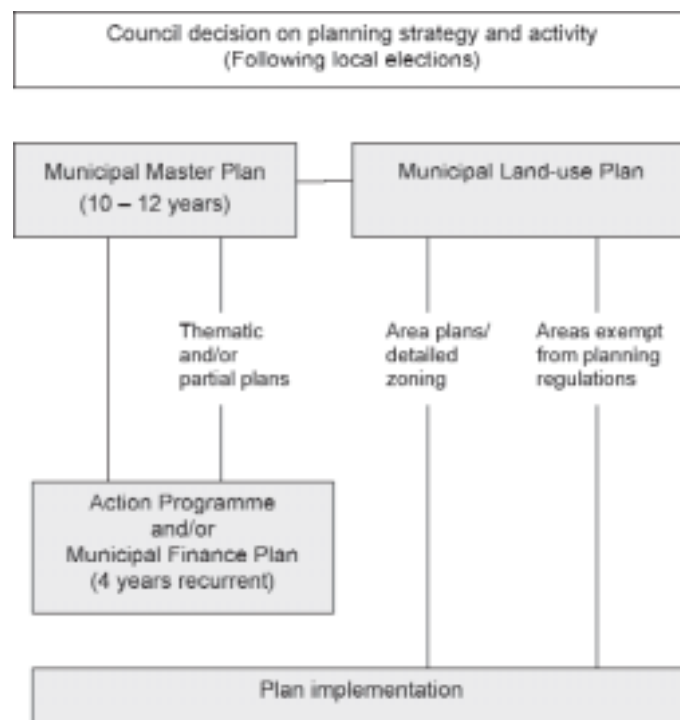 Council decision on planning strategy and activity
(Following local elections)
Municipal Master Plan
(10 – 12 years)
Municipal Land-use Plan
Thematic
and/or
partial plans
Area plans/
detailed
zoning
Areas exempt
from planning
regulations
Action Programme
and/or
Municipal Finance Plan
(4 years recurrent)
Plan implementation